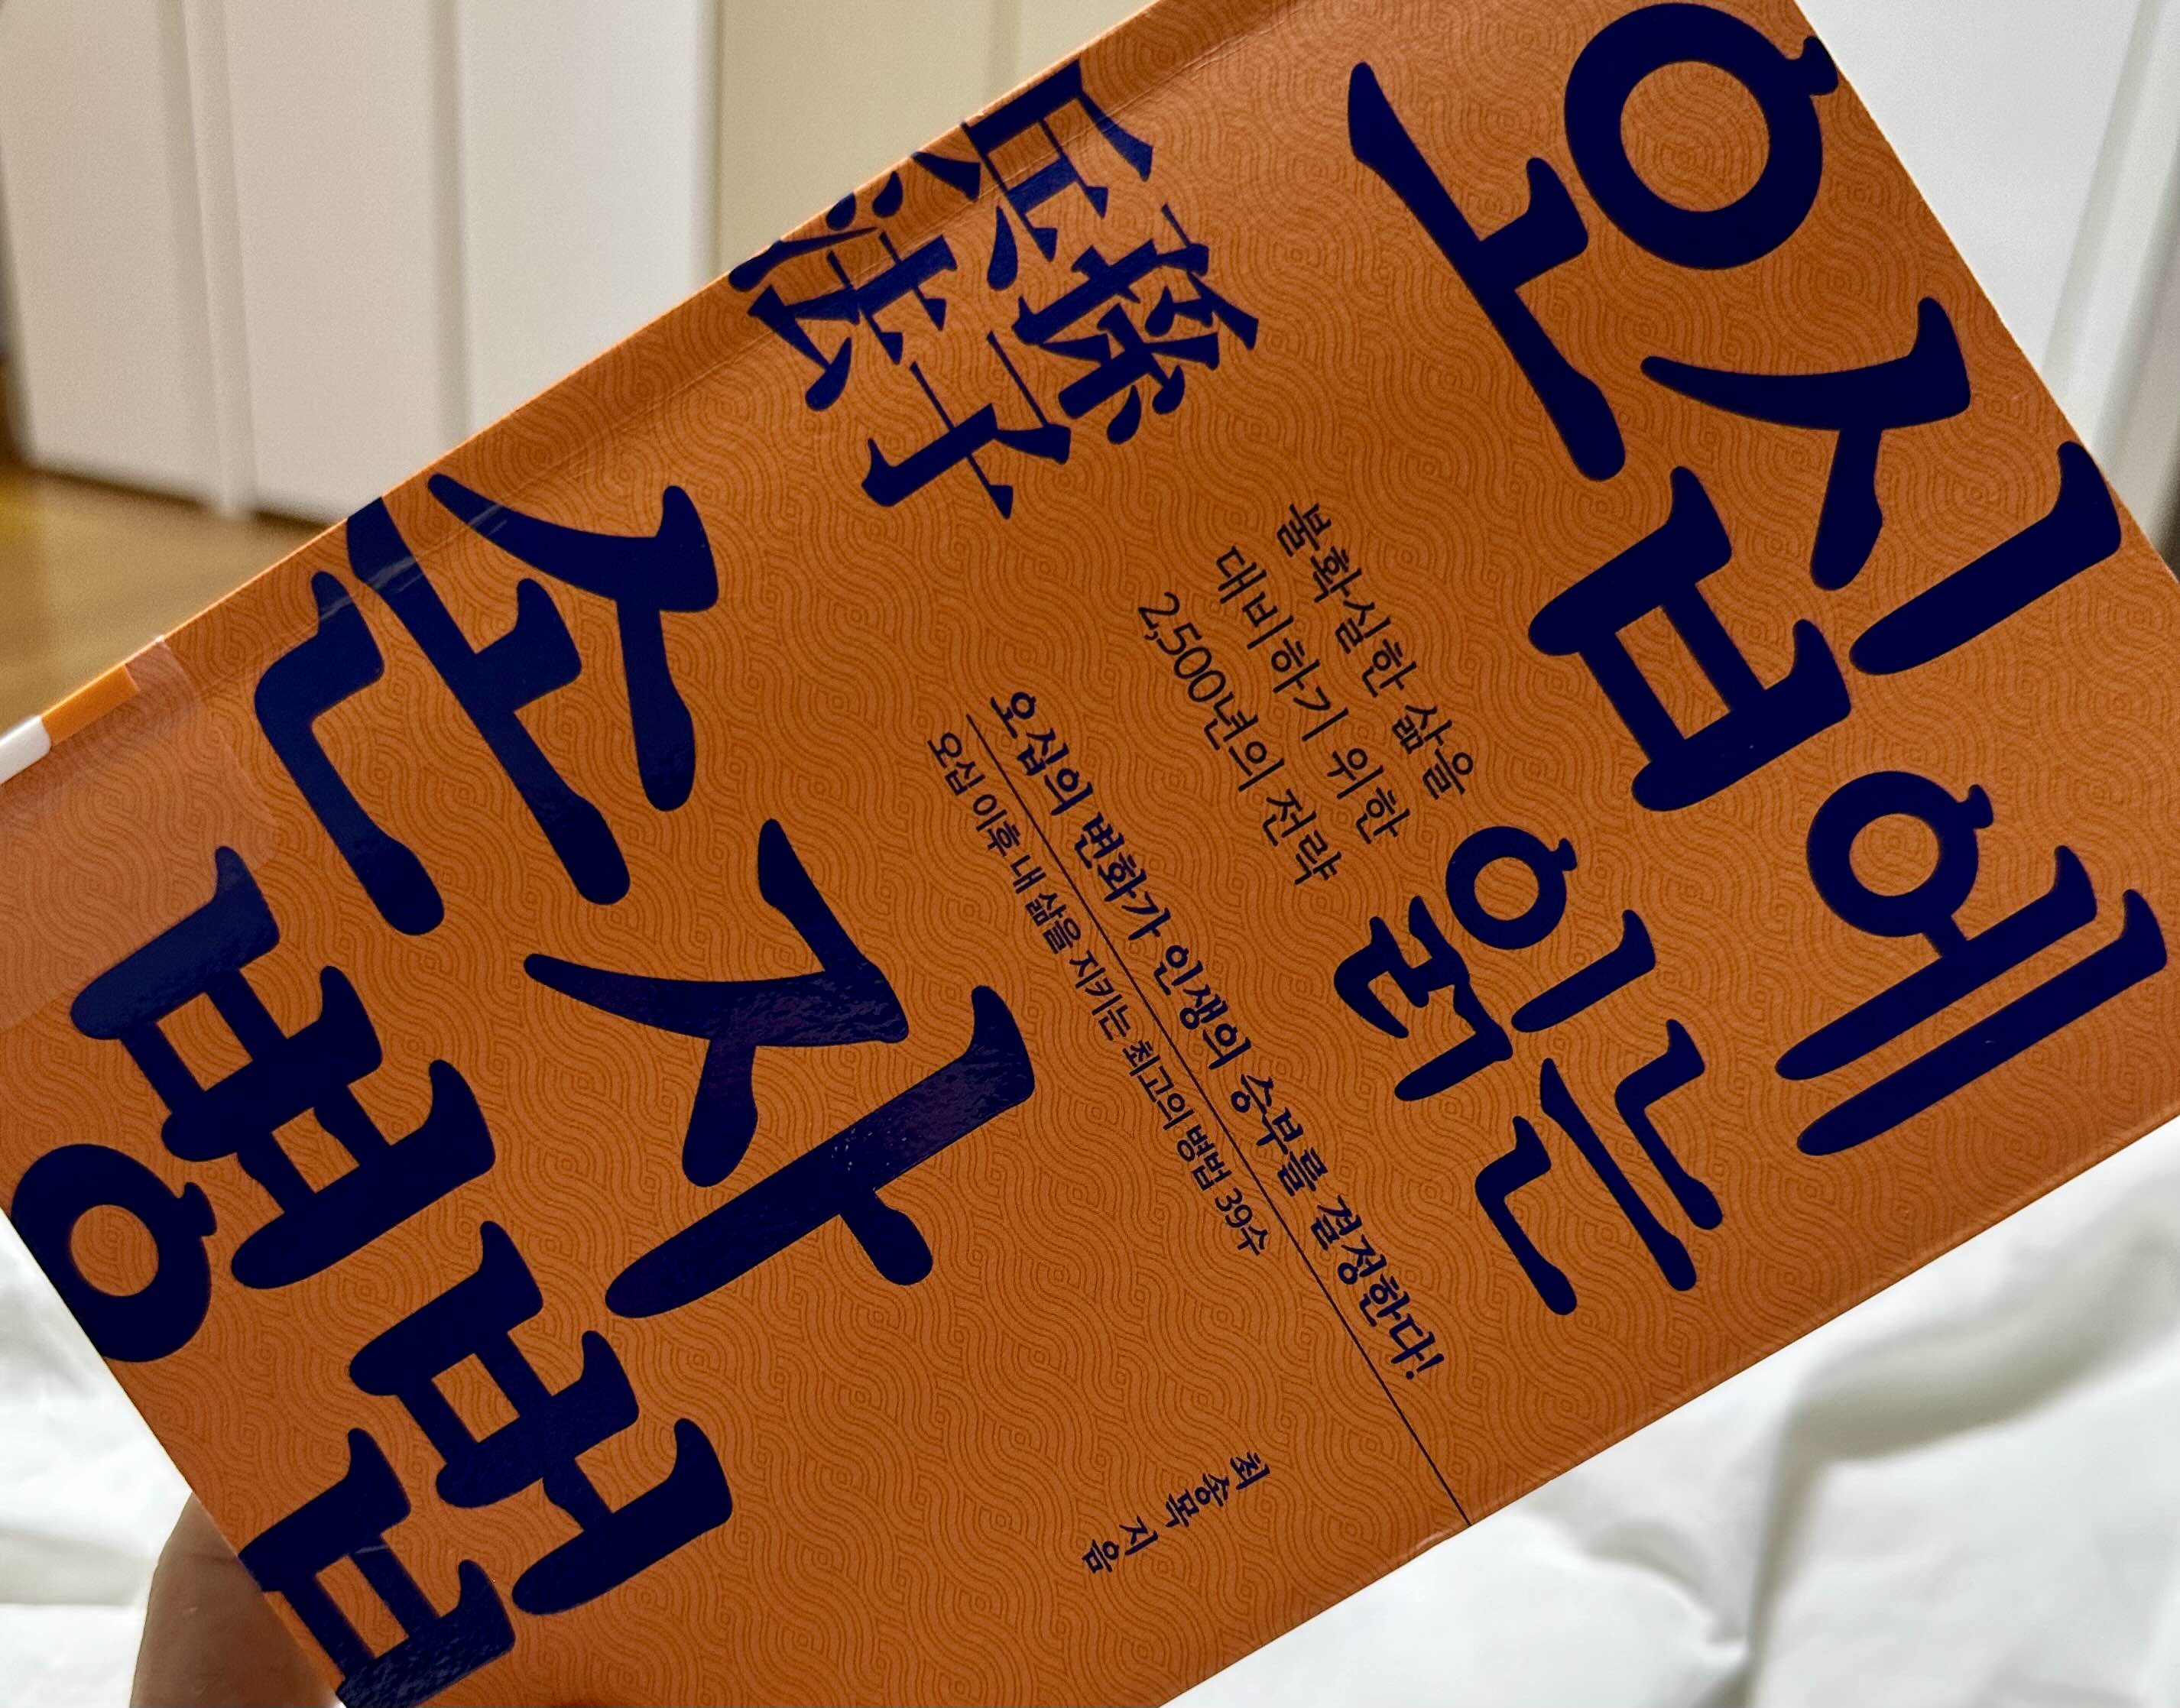 오십에
읽는
불확실한 삶을
대비하기 위한
2,500년의 전략
孫子
兵法
오십의 변화가 인생의 승부를 결정한다!
오십 이후 내 삶을 지키는 최고의 병법 39수
손자
병법
최송목 지음